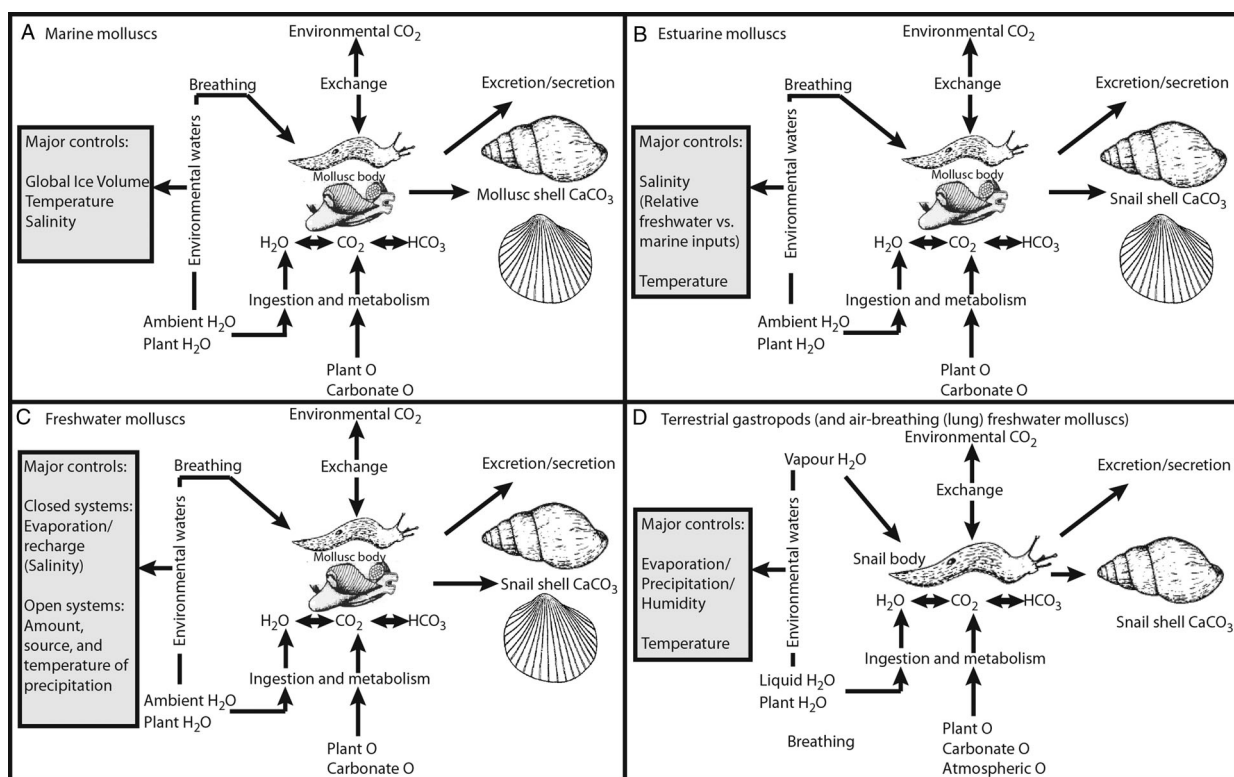 A Marine molluscs
Environmental CO2
Breathing
Exchange
Excretion/secretion
Major controls:
Global Ice Volume
Temperature
Salinity
Environmental waters
Mollusc body
Mollusc shell CaCO3
H2O CO2 HCO3
Ingestion and metabolism
Ambient H2O
Plant H2O
Plant O
Carbonate O
B Estuarine molluscs
Environmental CO2
Breathing
Exchange
Excretion/secretion
Major controls:
Salinity
(Relative
freshwater vs.
marine inputs)
Temperature
Environmental waters
Mollusc body
Snail shell CaCO3
H2O CO2 HCO3
Ingestion and metabolism
Ambient H2O
Plant H2O
Plant O
Carbonate O
C Freshwater molluscs
Environmental CO2
Breathing
Exchange
Excretion/secretion
Major controls:
Closed systems:
Evaporation/
recharge
(Salinity)
Open systems:
Amount,
source, and
temperature of
precipitation
Environmental waters
Mollusc body
Snail shell CaCO3
H2O CO2 HCO3
Ingestion and metabolism
Ambient H2O
Plant H2O
Plant O
Carbonate O
D Terrestrial gastropods (and air-breathing (lung) freshwater molluscs)
Environmental CO2
Vapour H2O
Exchange
Excretion/secretion
Major controls:
Evaporation/
Precipitation/
Humidity
Temperature
Environmental waters
Snail body
Snail shell CaCO3
H2O CO2 HCO3
Ingestion and metabolism
Liquid H2O
Plant H2O
Breathing
Plant O
Carbonate O
Atmospheric O